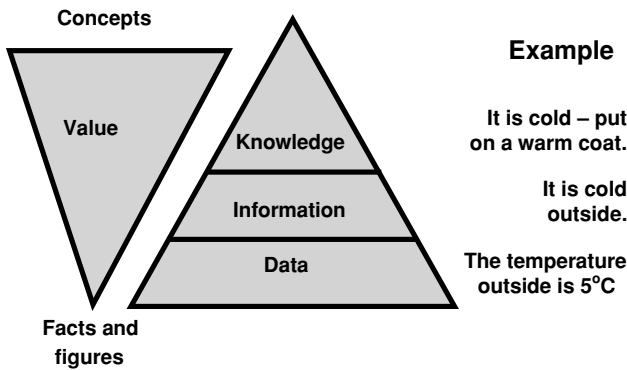 Concepts
Example
Value
Knowledge
It is cold – put
on a warm coat.
Information
It is cold
outside.
Data
The temperature
outside is 5°C
Facts and
figures